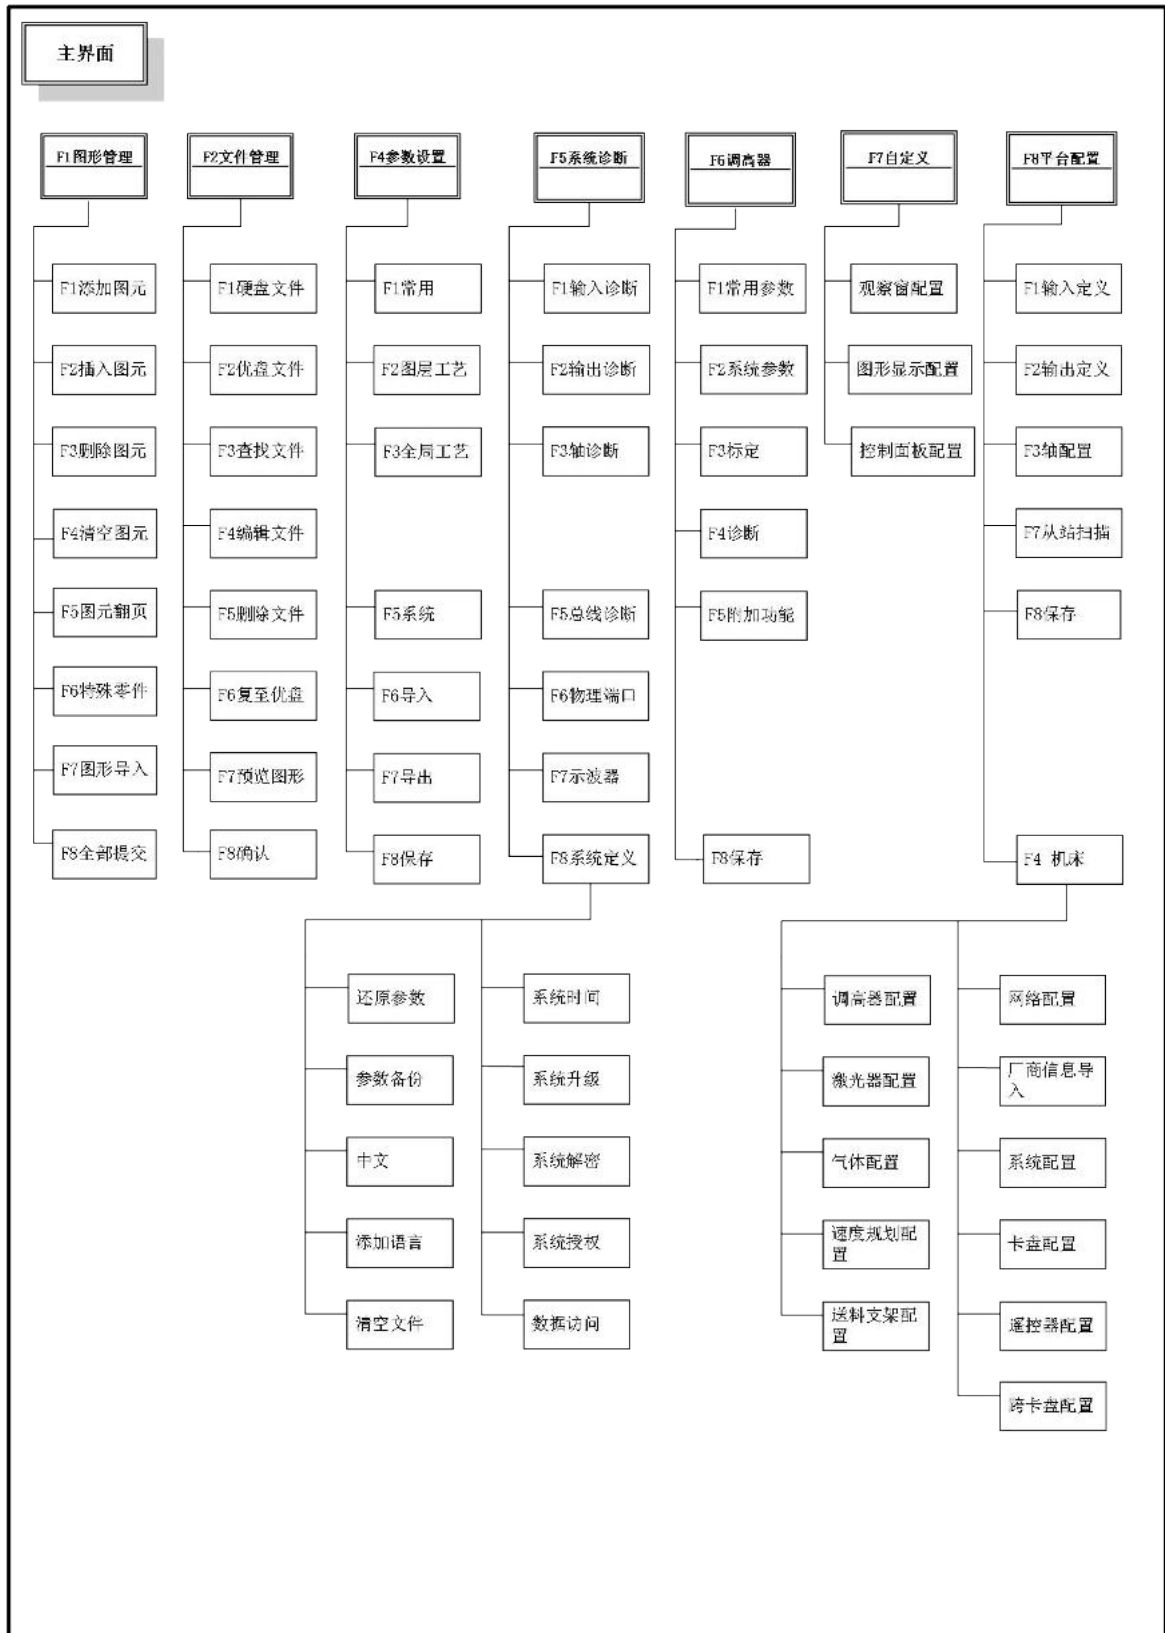 主界面
F1图形管理
F2文件管理
F4参数设置
F5系统诊断
F6调高器
F7自定义
F8平台配置
F1添加图元
F1硬盘文件
F1常用
F1输入诊断
F1常用参数
观察窗配置
F1输入定义
F2插入图元
F2优盘文件
F2图层工艺
F2输出诊断
F2系统参数
图形显示配置
F2输出定义
F3删除图元
F3查找文件
F3全局工艺
F3轴诊断
F3标定
控制面板配置
F3轴配置
F4清空图元
F4编辑文件
F4诊断
F7从站扫描
F5图元翻页
F5删除文件
F5系统
F5总线诊断
F5附加功能
F8保存
F6特殊零件
F6复至优盘
F6导入
F6物理端口
F7图形导入
F7预览图形
F7导出
F7示波器
F8全部提交
F8确认
F8保存
F8系统定义
F8保存
F4 机床
还原参数
系统时间
调高器配置
网络配置
参数备份
系统升级
激光器配置
厂商信息导
入
中文
系统解密
气体配置
系统配置
添加语言
系统授权
速度规划配
置
卡盘配置
清空文件
数据访问
送料支架配
置
遥控器配置
跨卡盘配置